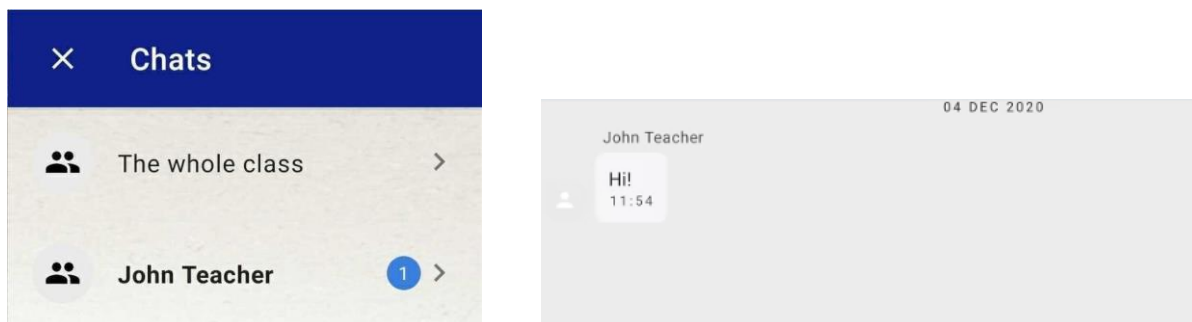 Chats
The whole class
John Teacher
1
04 DEC 2020
John Teacher
Hi!
11:54